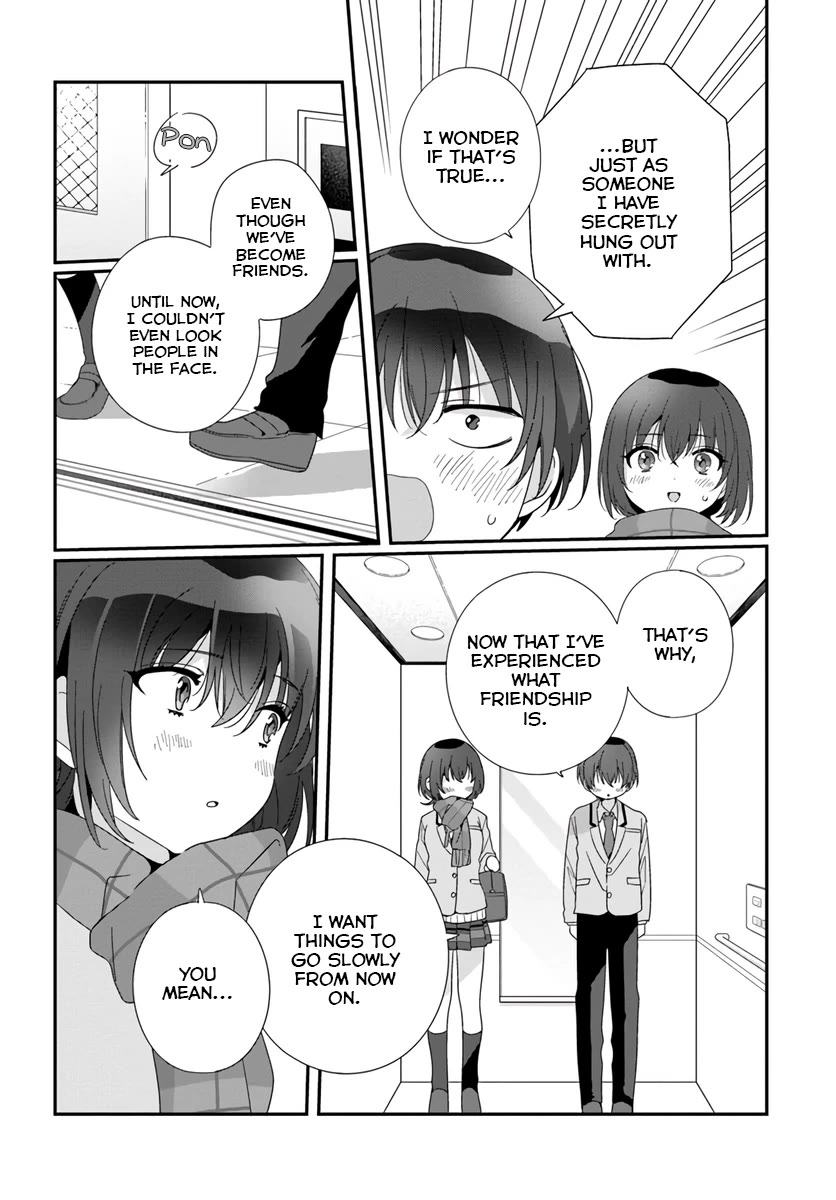 ...BUT
JUST AS
SOMEONE
I HAVE
SECRETLY
HUNG OUT
WITH.
I WONDER
IF THAT'S
TRUE...
Pon
EVEN
THOUGH
WE'VE
BECOME
FRIENDS.
UNTIL NOW,
I COULDN'T
EVEN LOOK
PEOPLE IN
THE FACE.
THAT'S
WHY,
NOW THAT I'VE
EXPERIENCED
WHAT
FRIENDSHIP
IS.
I WANT
THINGS TO
GO SLOWLY
FROM NOW
ON.
YOU
MEAN...